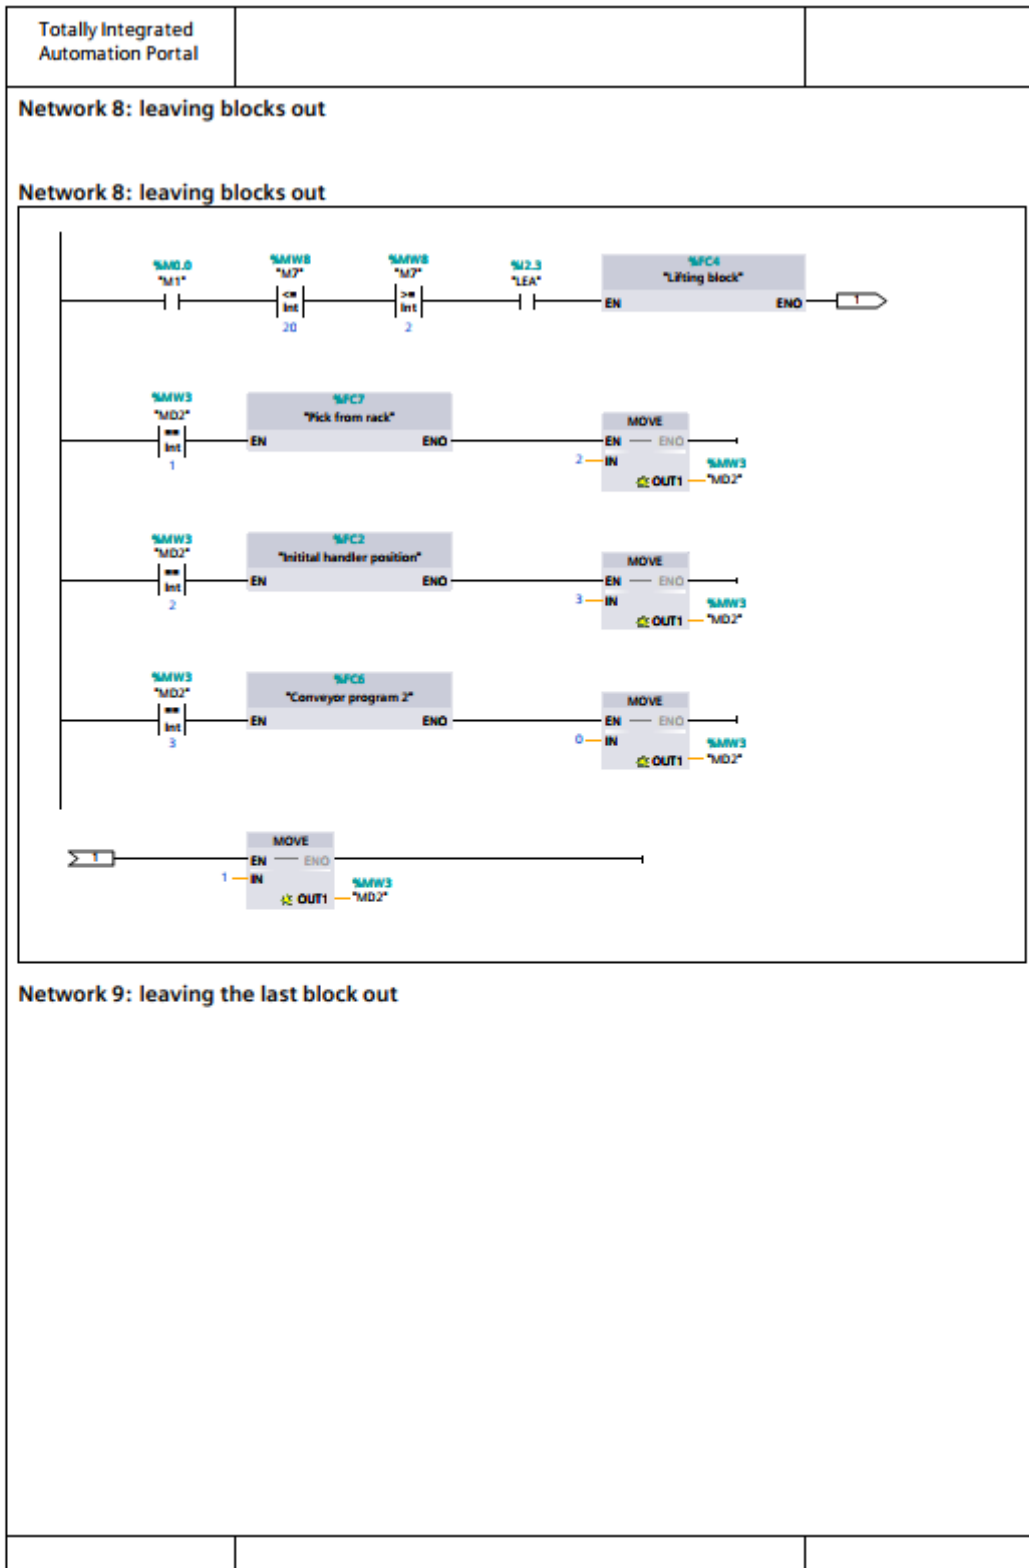 Totally Integrated
Automation Portal
Network 8: leaving blocks out
Network 8: leaving blocks out
%M0.0 %MW8 %MW8 %I2.3 %FC4
"M1" "M7" "M7" "LEA" "Lifting block"
<= >=
Int Int EN ENO 1
20 2
%MW3 %FC7
"MD2" "Pick from rack" MOVE
== EN ENO EN ENO
Int 2 IN %MW3
1 OUT1 "MD2"
%MW3 %FC2
"MD2" "Initital handler position" MOVE
== EN ENO EN ENO
Int 3 IN %MW3
2 OUT1 "MD2"
%MW3 %FC6
"MD2" "Conveyor program 2" MOVE
== EN ENO EN ENO
Int 0 IN %MW3
3 OUT1 "MD2"
MOVE
1 EN ENO
1 IN %MW3
OUT1 "MD2"
Network 9: leaving the last block out